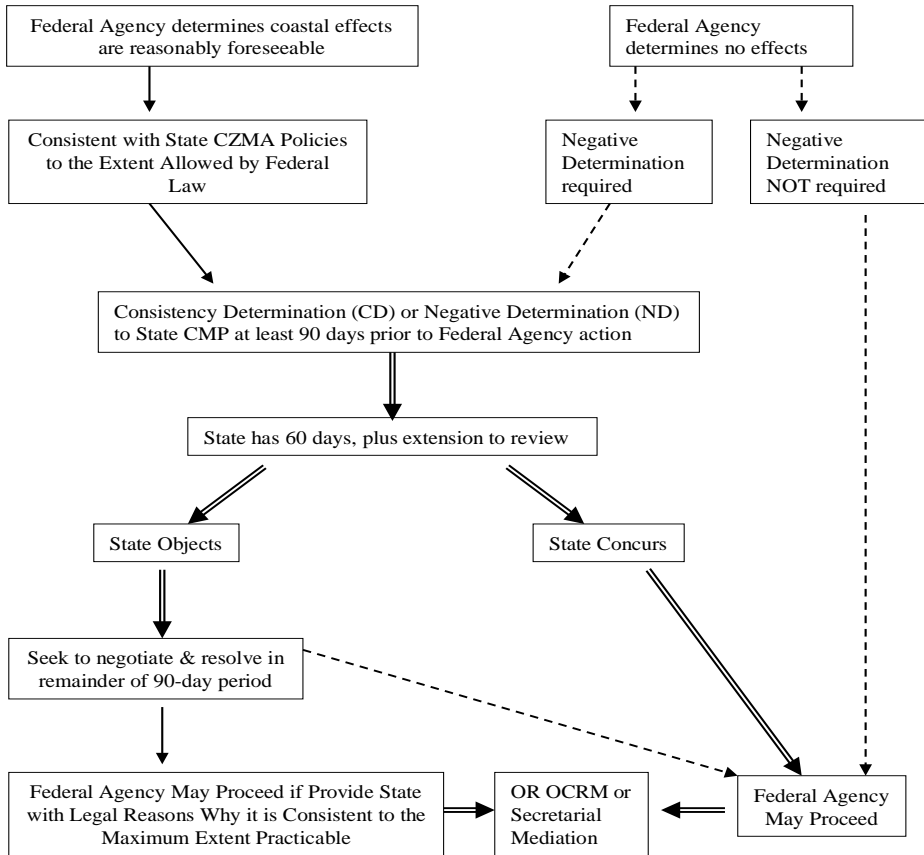 Federal Agency determines coastal effects
are reasonably foreseeable
Federal Agency
determines no effects
Consistent with State CZMA Policies
to the Extent Allowed by Federal
Law
Negative
Determination
required
Negative
Determination
NOT required
Consistency Determination (CD) or Negative Determination (ND)
to State CMP at least 90 days prior to Federal Agency action
State has 60 days, plus extension to review
State Objects
State Concurs
Seek to negotiate & resolve in
remainder of 90-day period
Federal Agency May Proceed if Provide State
with Legal Reasons Why it is Consistent to the
Maximum Extent Practicable
OR OCRM or
Secretarial
Mediation
Federal Agency
May Proceed